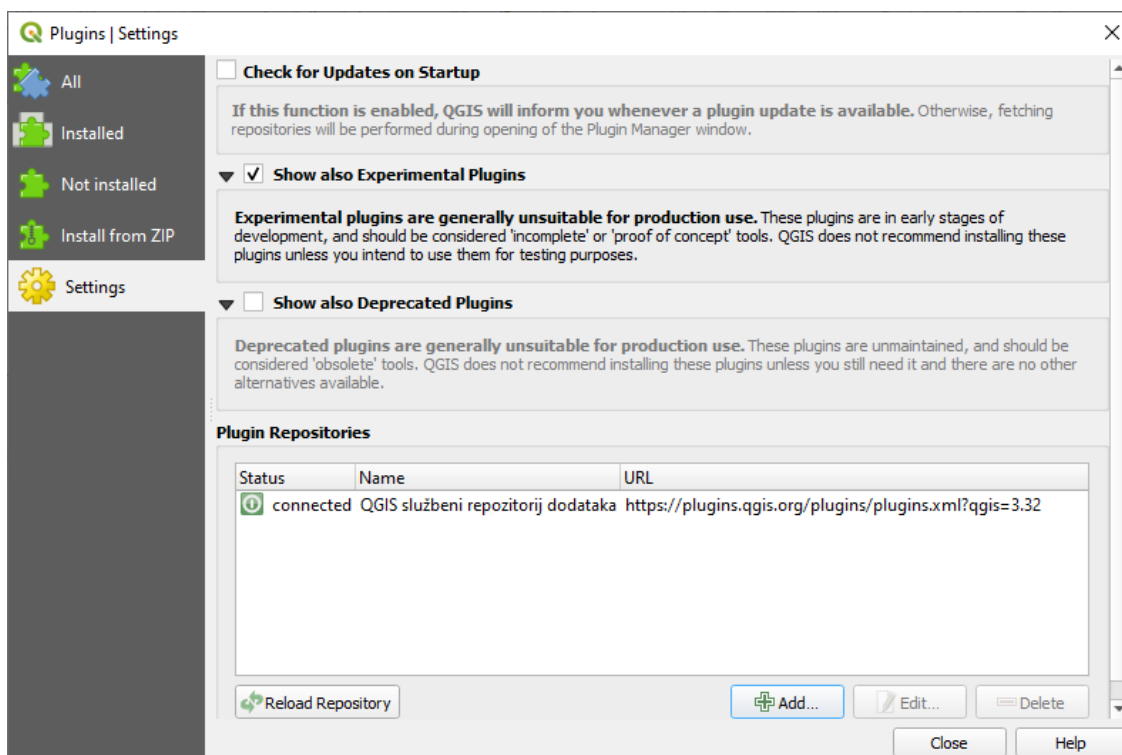 Plugins | Settings
All
Installed
Not installed
Install from ZIP
Settings
Check for Updates on Startup
If this function is enabled, QGIS will inform you whenever a plugin update is available. Otherwise, fetching
repositories will be performed during opening of the Plugin Manager window.
Show also Experimental Plugins
Experimental plugins are generally unsuitable for production use. These plugins are in early stages of
development, and should be considered 'incomplete' or 'proof of concept' tools. QGIS does not recommend installing these
plugins unless you intend to use them for testing purposes.
Show also Deprecated Plugins
Deprecated plugins are generally unsuitable for production use. These plugins are unmaintained, and should be
considered 'obsolete' tools. QGIS does not recommend installing these plugins unless you still need it and there are no other
alternatives available.
Plugin Repositories
Status Name URL
connected QGIS službeni repozitorij dodataka https://plugins.qgis.org/plugins/plugins.xml?qgis=3.32
Reload Repository Add... Edit... Delete
Close Help